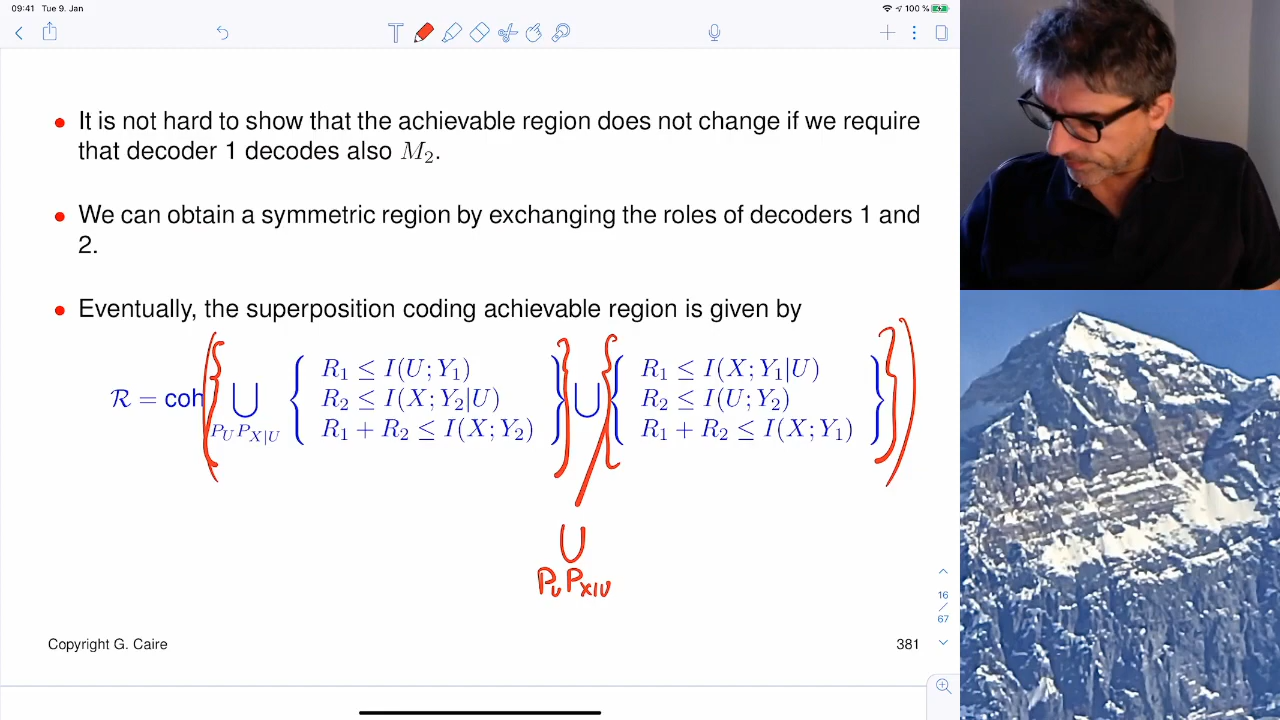 09:41 Tue 9. Jan
100 %
It is not hard to show that the achievable region does not change if we require
that decoder 1 decodes also M₂.
We can obtain a symmetric region by exchanging the roles of decoders 1 and
2.
Eventually, the superposition coding achievable region is given by
R₁ ≤ I(U;Y₁) R₁ ≤ I(X;Y₁|U)
ℛ = coh ⋃ { R₂ ≤ I(X;Y₂|U) } ⋃ { R₂ ≤ I(U;Y₂) }
P_U P_{X|U} R₁ + R₂ ≤ I(X;Y₂) R₁ + R₂ ≤ I(X;Y₁)
U
P_U P_{X|U}
16
/
67
Copyright G. Caire 381